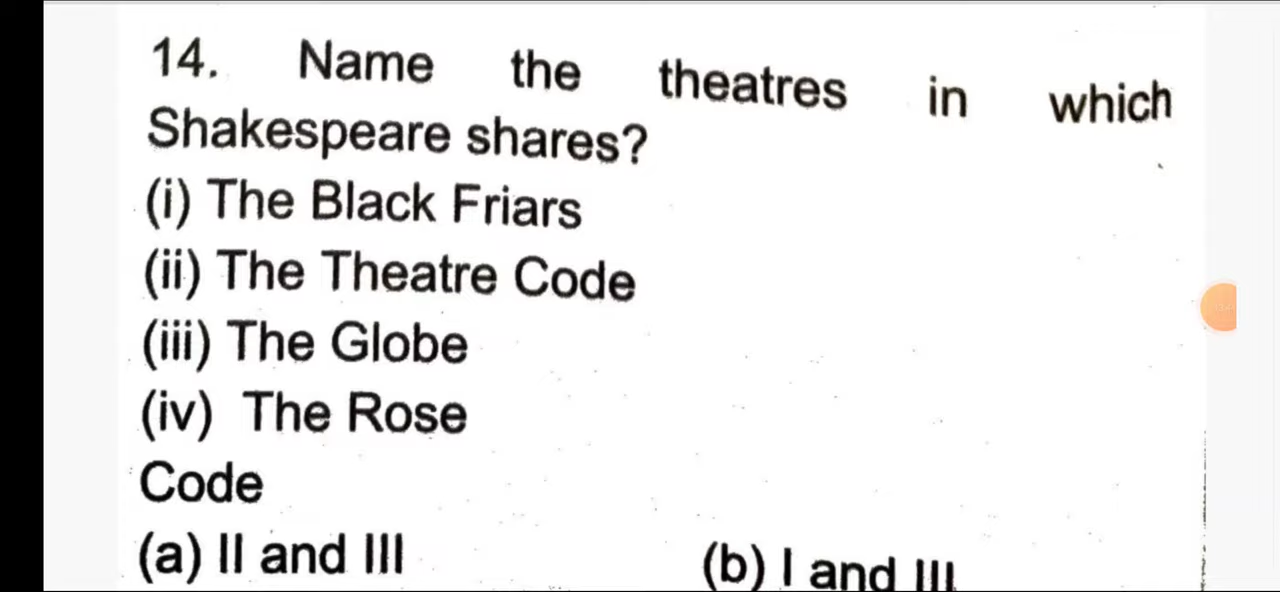 14. Name the theatres in which
Shakespeare shares?
(i) The Black Friars
(ii) The Theatre Code
(iii) The Globe
(iv) The Rose
Code
(a) II and III
(b) I and III